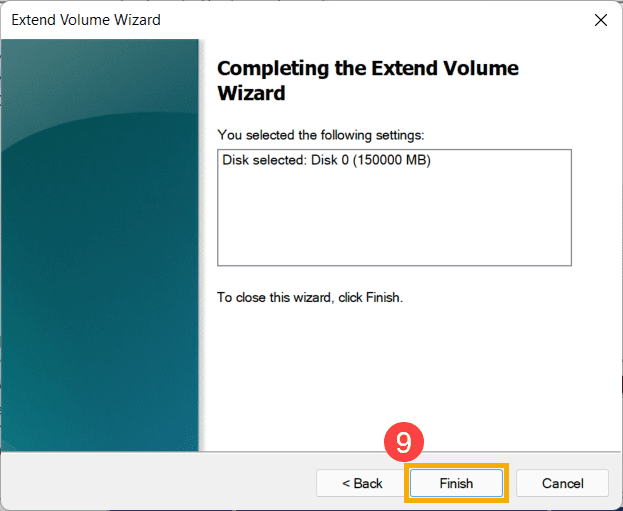 Extend Volume Wizard
Completing the Extend Volume
Wizard
You selected the following settings:
Disk selected: Disk 0 (150000 MB)
To close this wizard, click Finish.
9
< Back
Finish
Cancel